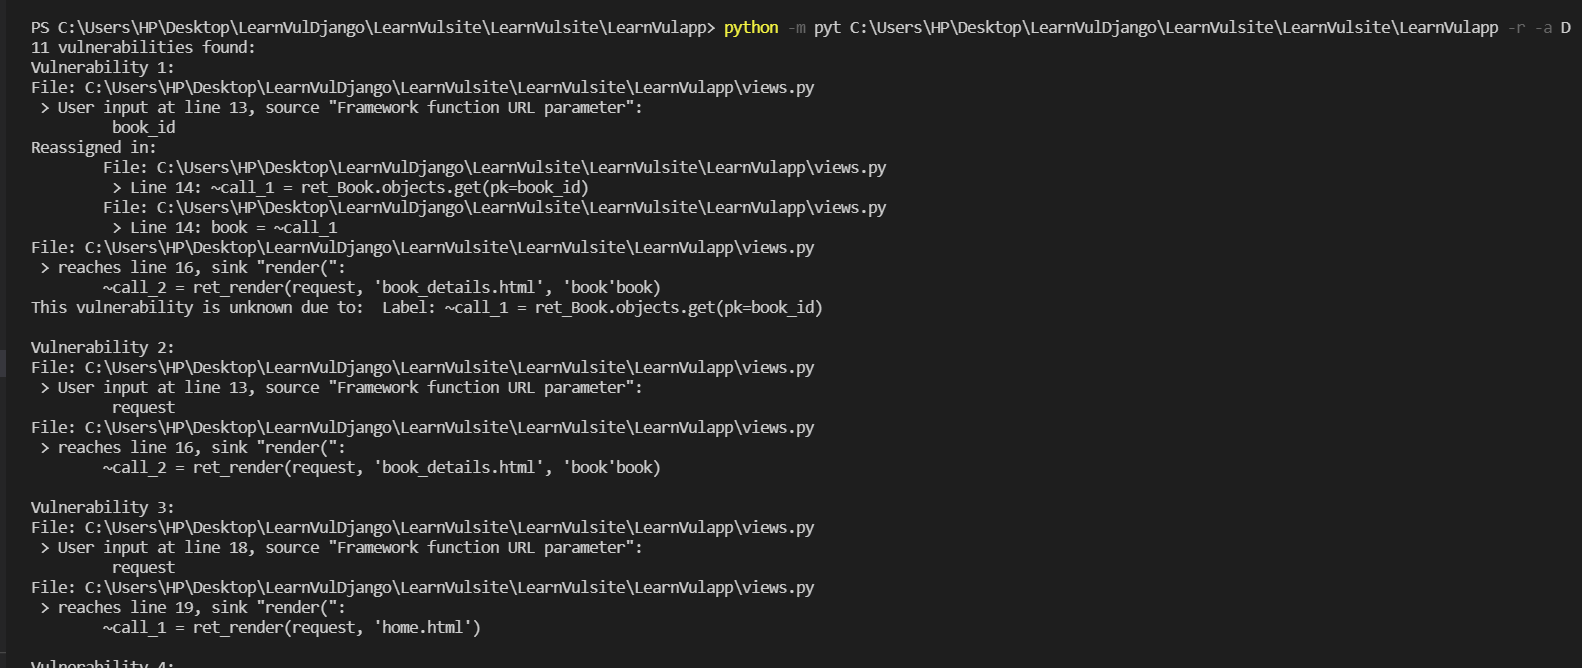 PS C:\Users\HP\Desktop\LearnVulDjango\LearnVulsite\LearnVulsite\LearnVulapp> python -m pyt C:\Users\HP\Desktop\LearnVulDjango\LearnVulsite\LearnVulsite\LearnVulapp -r -a D
11 vulnerabilities found:
Vulnerability 1:
File: C:\Users\HP\Desktop\LearnVulDjango\LearnVulsite\LearnVulsite\LearnVulapp\views.py
 > User input at line 13, source "Framework function URL parameter":
         book_id
Reassigned in:
        File: C:\Users\HP\Desktop\LearnVulDjango\LearnVulsite\LearnVulsite\LearnVulapp\views.py
         > Line 14: ~call_1 = ret_Book.objects.get(pk=book_id)
        File: C:\Users\HP\Desktop\LearnVulDjango\LearnVulsite\LearnVulsite\LearnVulapp\views.py
         > Line 14: book = ~call_1
File: C:\Users\HP\Desktop\LearnVulDjango\LearnVulsite\LearnVulsite\LearnVulapp\views.py
 > reaches line 16, sink "render(":
        ~call_2 = ret_render(request, 'book_details.html', 'book'book)
This vulnerability is unknown due to:  Label: ~call_1 = ret_Book.objects.get(pk=book_id)

Vulnerability 2:
File: C:\Users\HP\Desktop\LearnVulDjango\LearnVulsite\LearnVulsite\LearnVulapp\views.py
 > User input at line 13, source "Framework function URL parameter":
         request
File: C:\Users\HP\Desktop\LearnVulDjango\LearnVulsite\LearnVulsite\LearnVulapp\views.py
 > reaches line 16, sink "render(":
        ~call_2 = ret_render(request, 'book_details.html', 'book'book)

Vulnerability 3:
File: C:\Users\HP\Desktop\LearnVulDjango\LearnVulsite\LearnVulsite\LearnVulapp\views.py
 > User input at line 18, source "Framework function URL parameter":
         request
File: C:\Users\HP\Desktop\LearnVulDjango\LearnVulsite\LearnVulsite\LearnVulapp\views.py
 > reaches line 19, sink "render(":
        ~call_1 = ret_render(request, 'home.html')

Vulnerability 4: